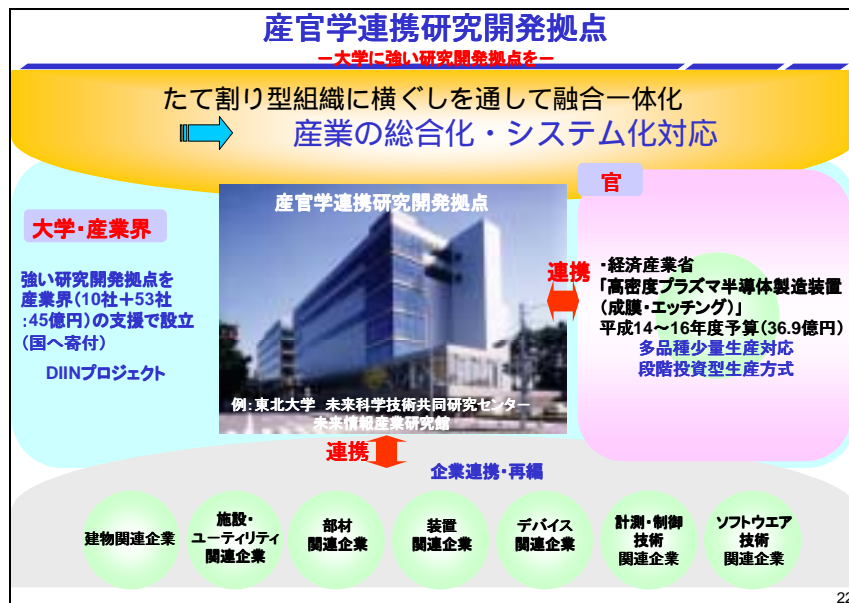 産官学連携研究開発拠点
－大学に強い研究開発拠点を－
たて割り型組織に横ぐしを通して融合一体化
産業の総合化・システム化対応
大学・産業界
強い研究開発拠点を
産業界(10社＋53社
:45億円)の支援で設立
(国へ寄付)
DIINプロジェクト
産官学連携研究開発拠点
例:東北大学　未来科学技術共同研究センター
未来情報産業研究館
連携
官
・経済産業省
「高密度プラズマ半導体製造装置
(成膜・エッチング)」
平成14～16年度予算(36.9億円)
多品種少量生産対応
段階投資型生産方式
連携
企業連携・再編
建物関連企業
施設・
ユーティリティ
関連企業
部材
関連企業
装置
関連企業
デバイス
関連企業
計測・制御
技術
関連企業
ソフトウエア
技術
関連企業
22